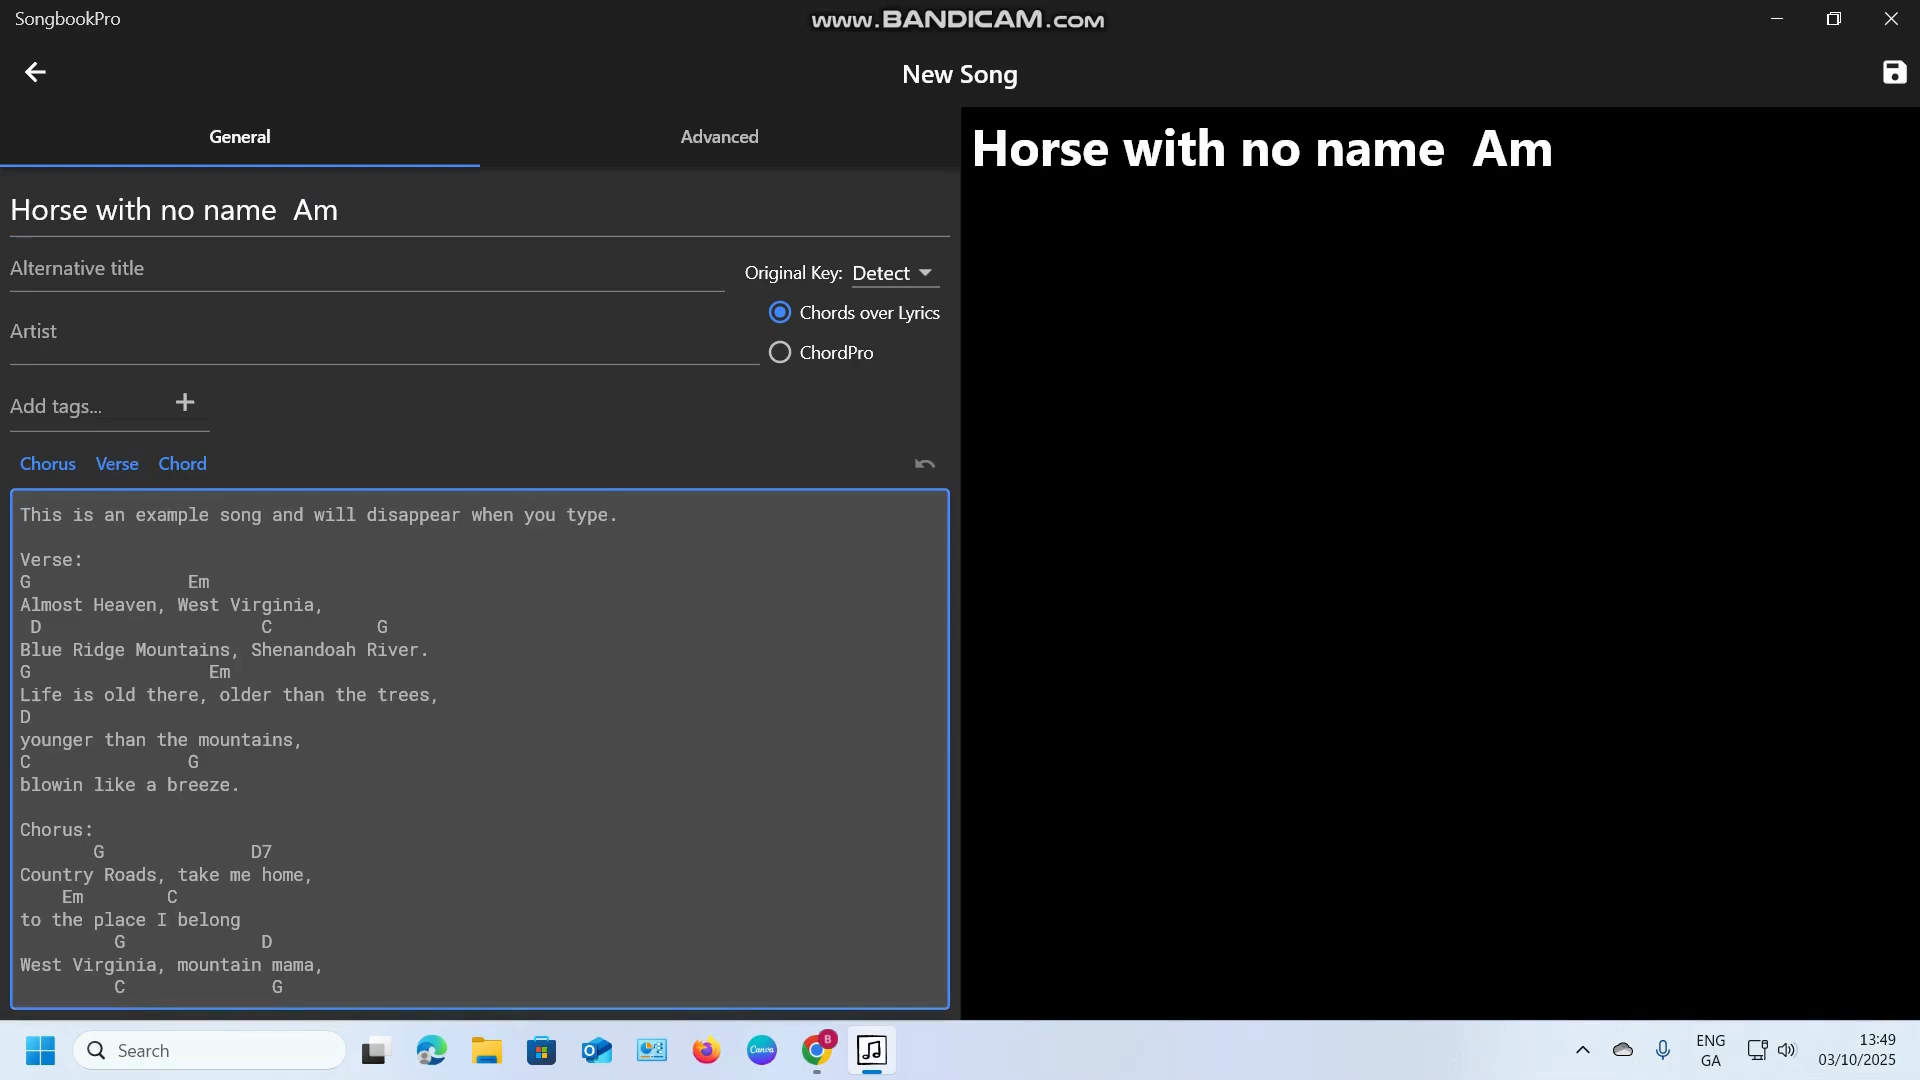 SongbookPro
www.BANDICAM.com
New Song
General
Advanced
Horse with no name  Am
Horse with no name  Am
Alternative title
Original Key: Detect
Chords over Lyrics
Artist
ChordPro
Add tags...
Chorus Verse Chord
This is an example song and will disappear when you type.
Verse:
G               Em
Almost Heaven, West Virginia,
 D                     C          G
Blue Ridge Mountains, Shenandoah River.
G                 Em
Life is old there, older than the trees,
D
younger than the mountains,
C               G
blowin like a breeze.
Chorus:
       G              D7
Country Roads, take me home,
    Em        C
to the place I belong
         G             D
West Virginia, mountain mama,
         C              G
Search
Canva
B
ENG
GA
13:49
03/10/2025